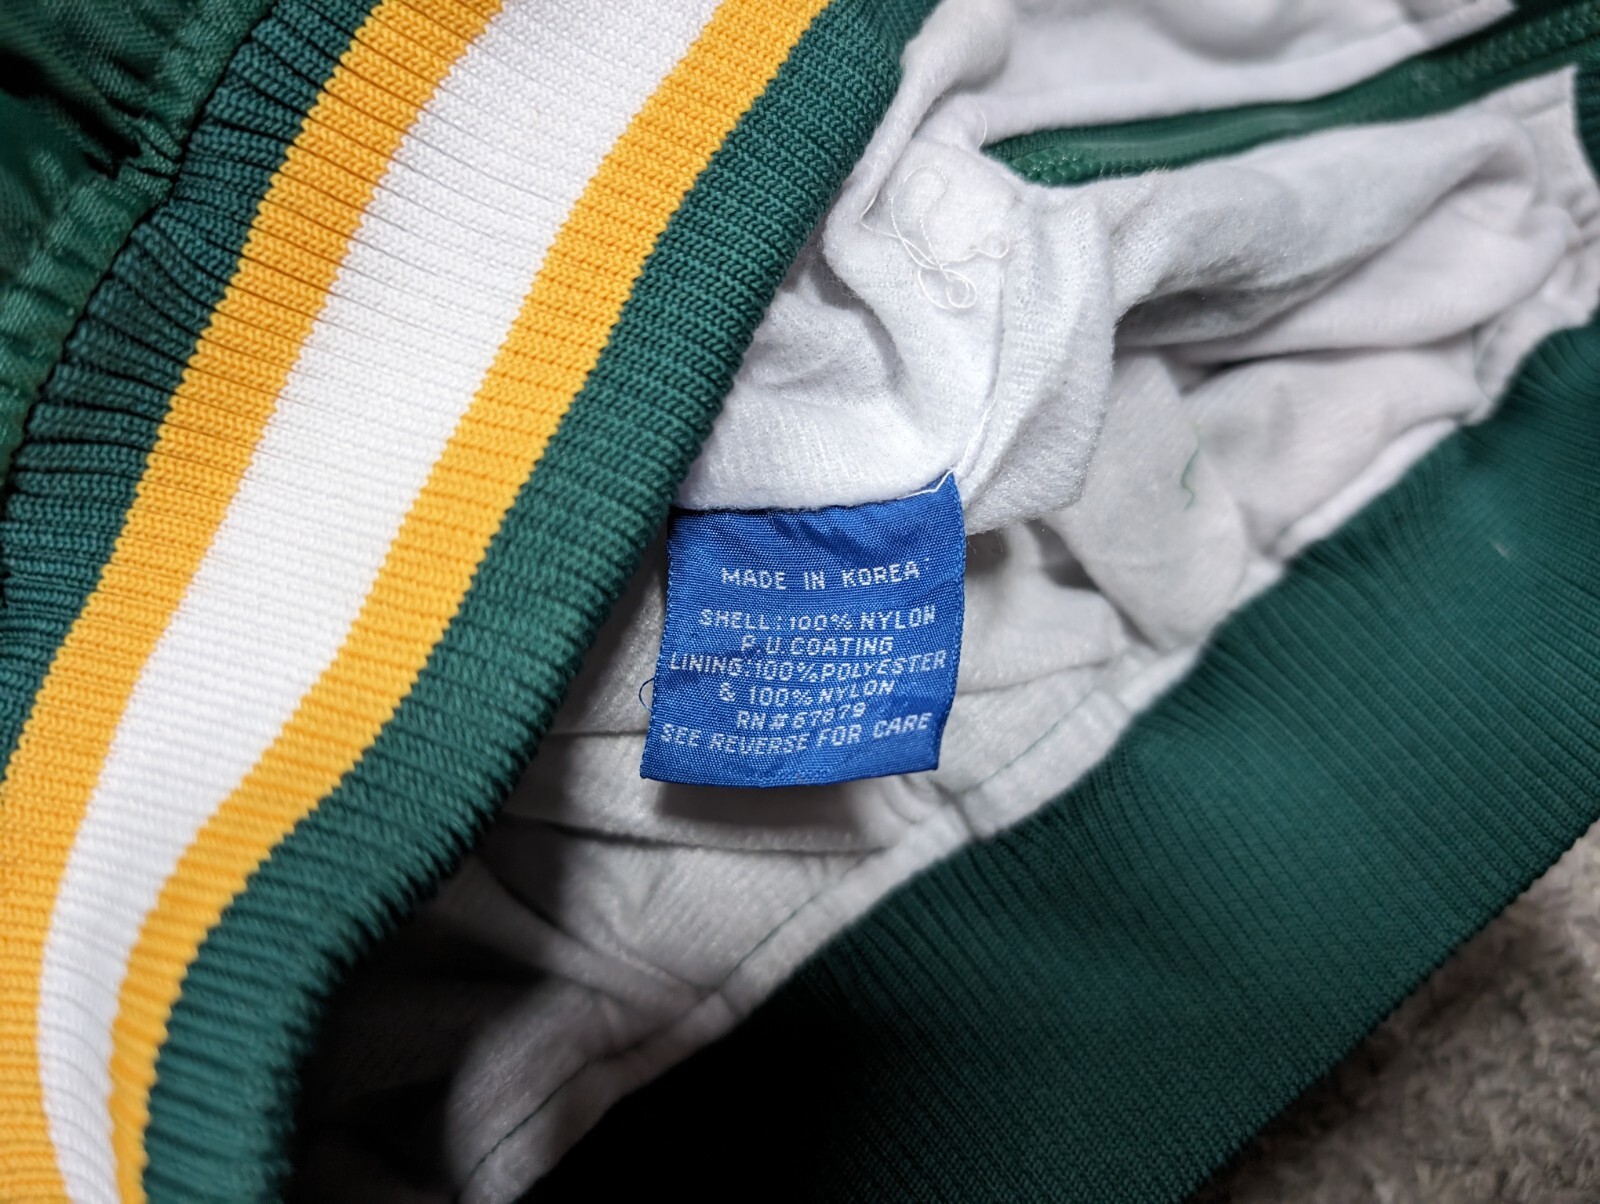 MADE IN KOREA
SHELL: 100% NYLON
P.U COATING
LINING: 100% POLYESTER
& 100% NYLON
RN# 67879
SEE REVERSE FOR CARE